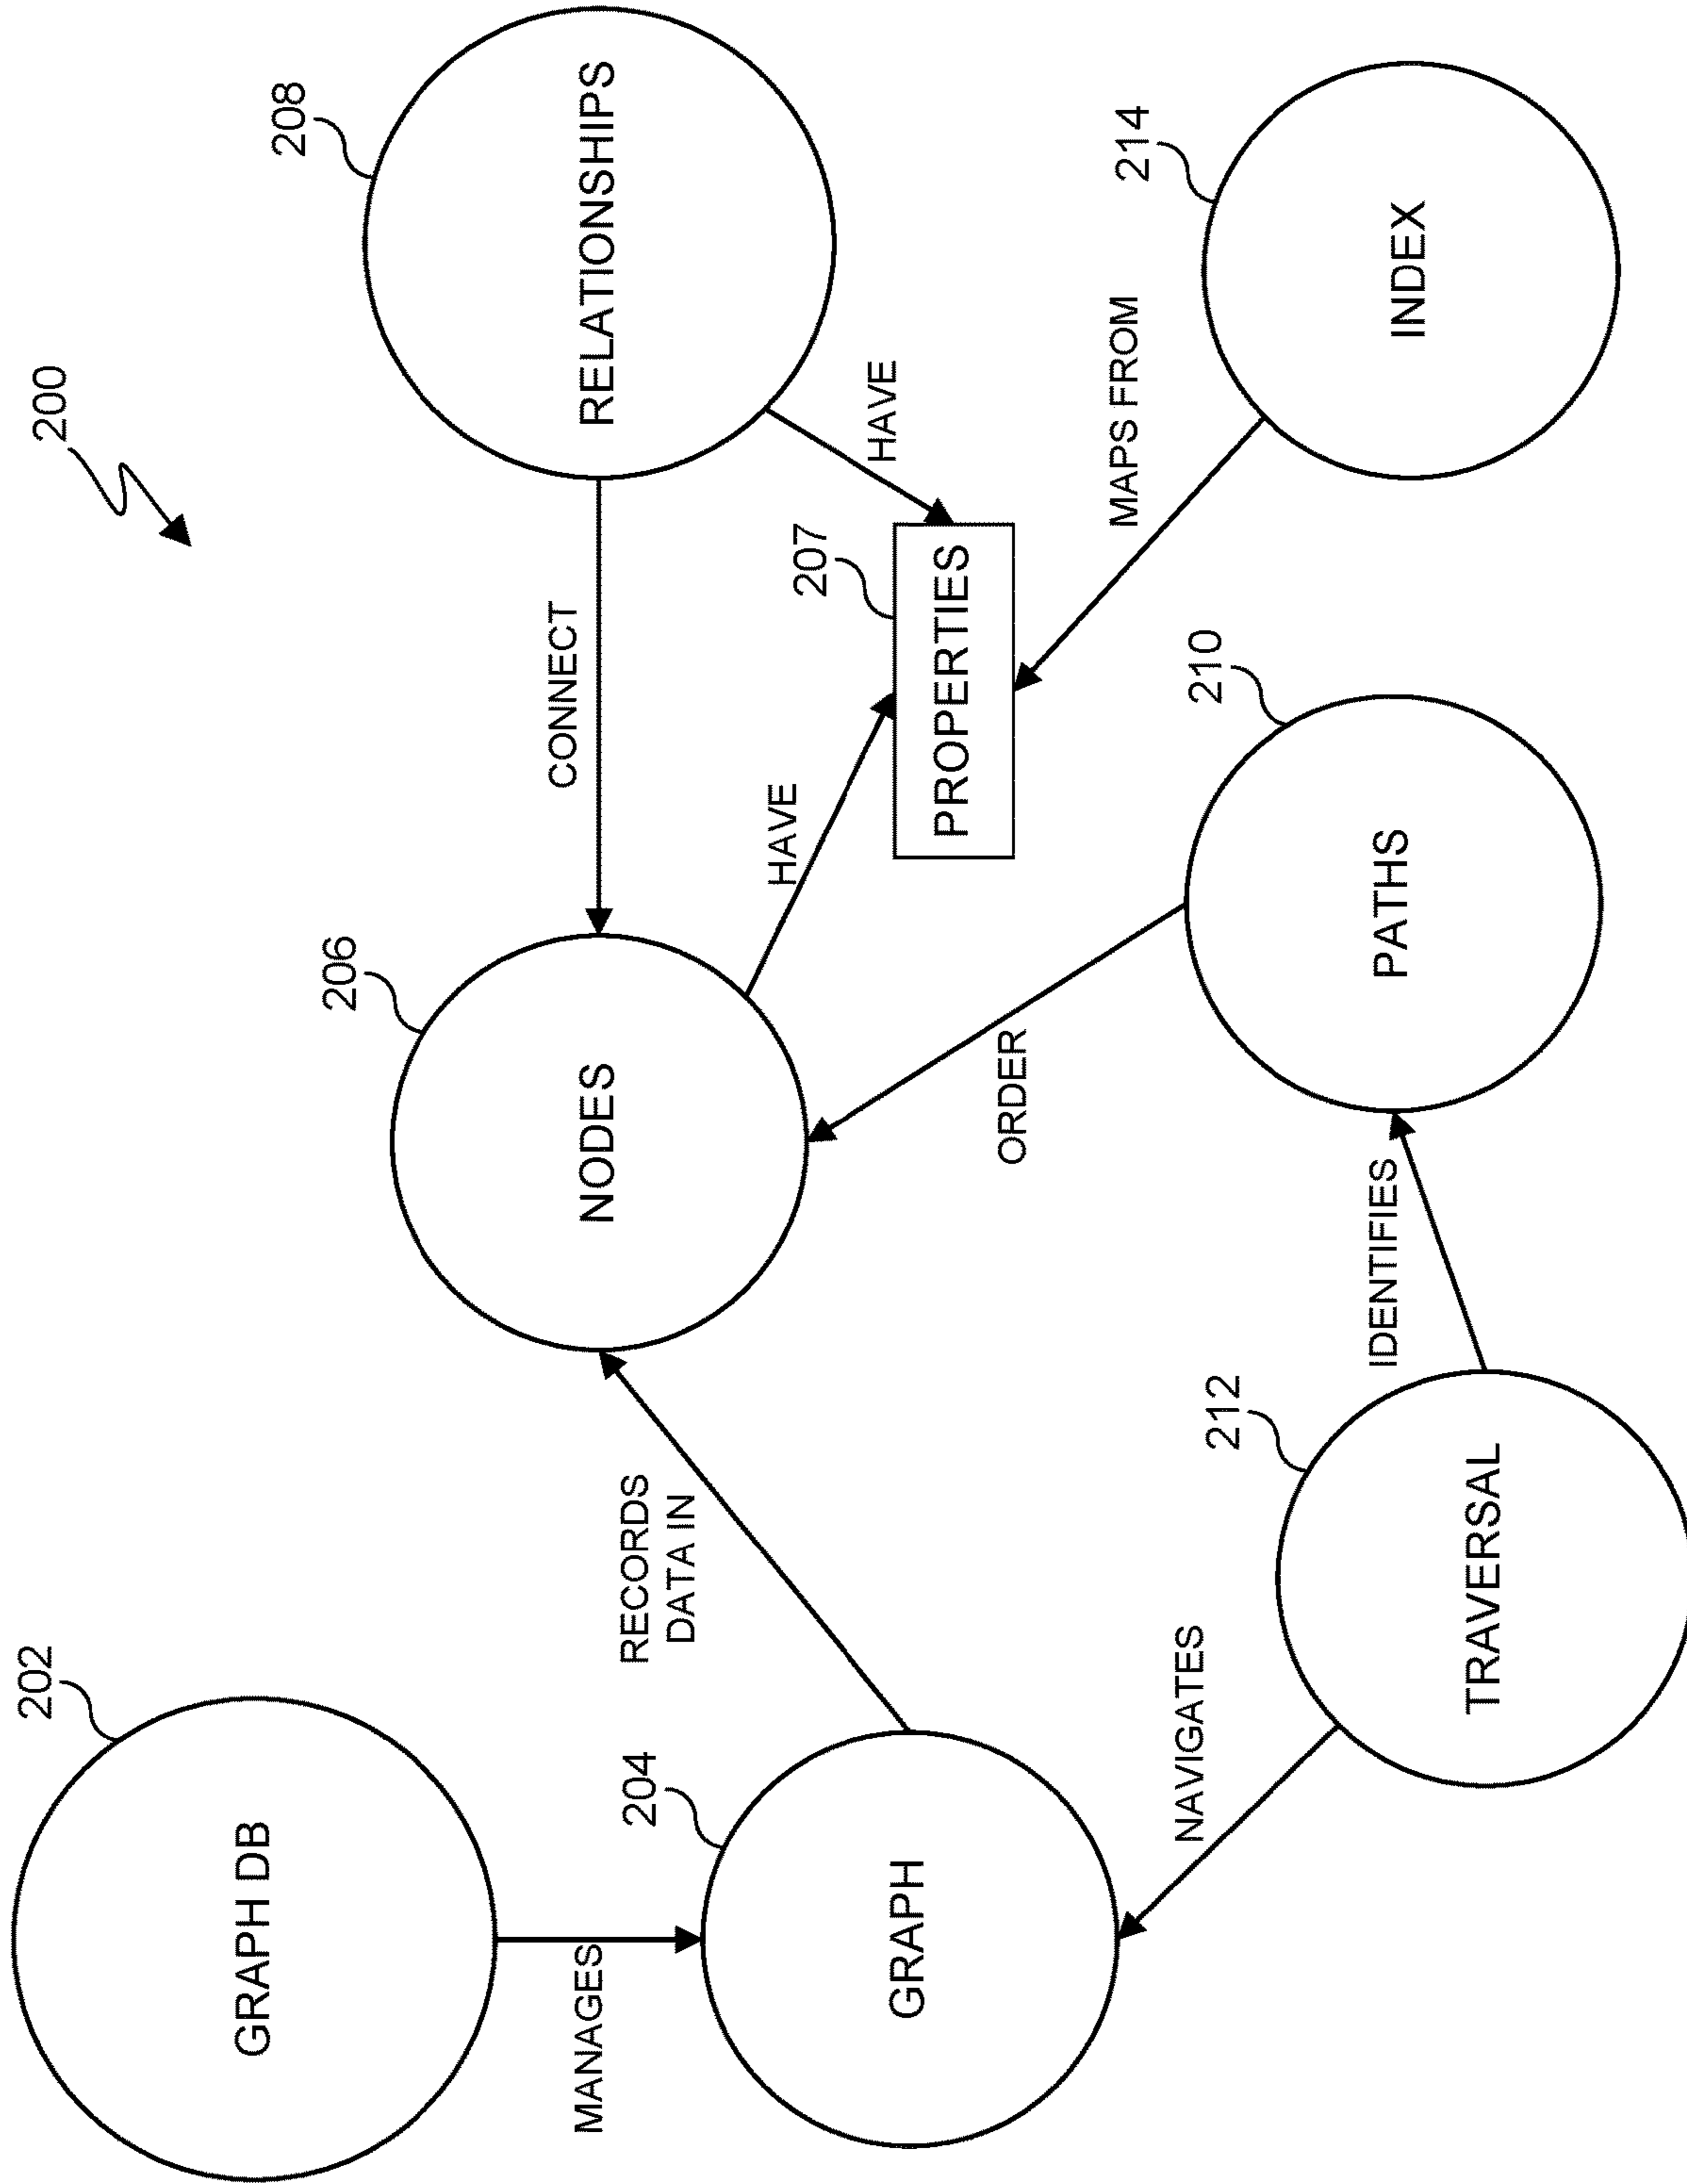 200
202
GRAPH DB
MANAGES
204
GRAPH
RECORDS
DATA IN
206
NODES
CONNECT
208
RELATIONSHIPS
HAVE
HAVE
207
PROPERTIES
MAPS FROM
214
INDEX
ORDER
210
PATHS
IDENTIFIES
212
TRAVERSAL
NAVIGATES